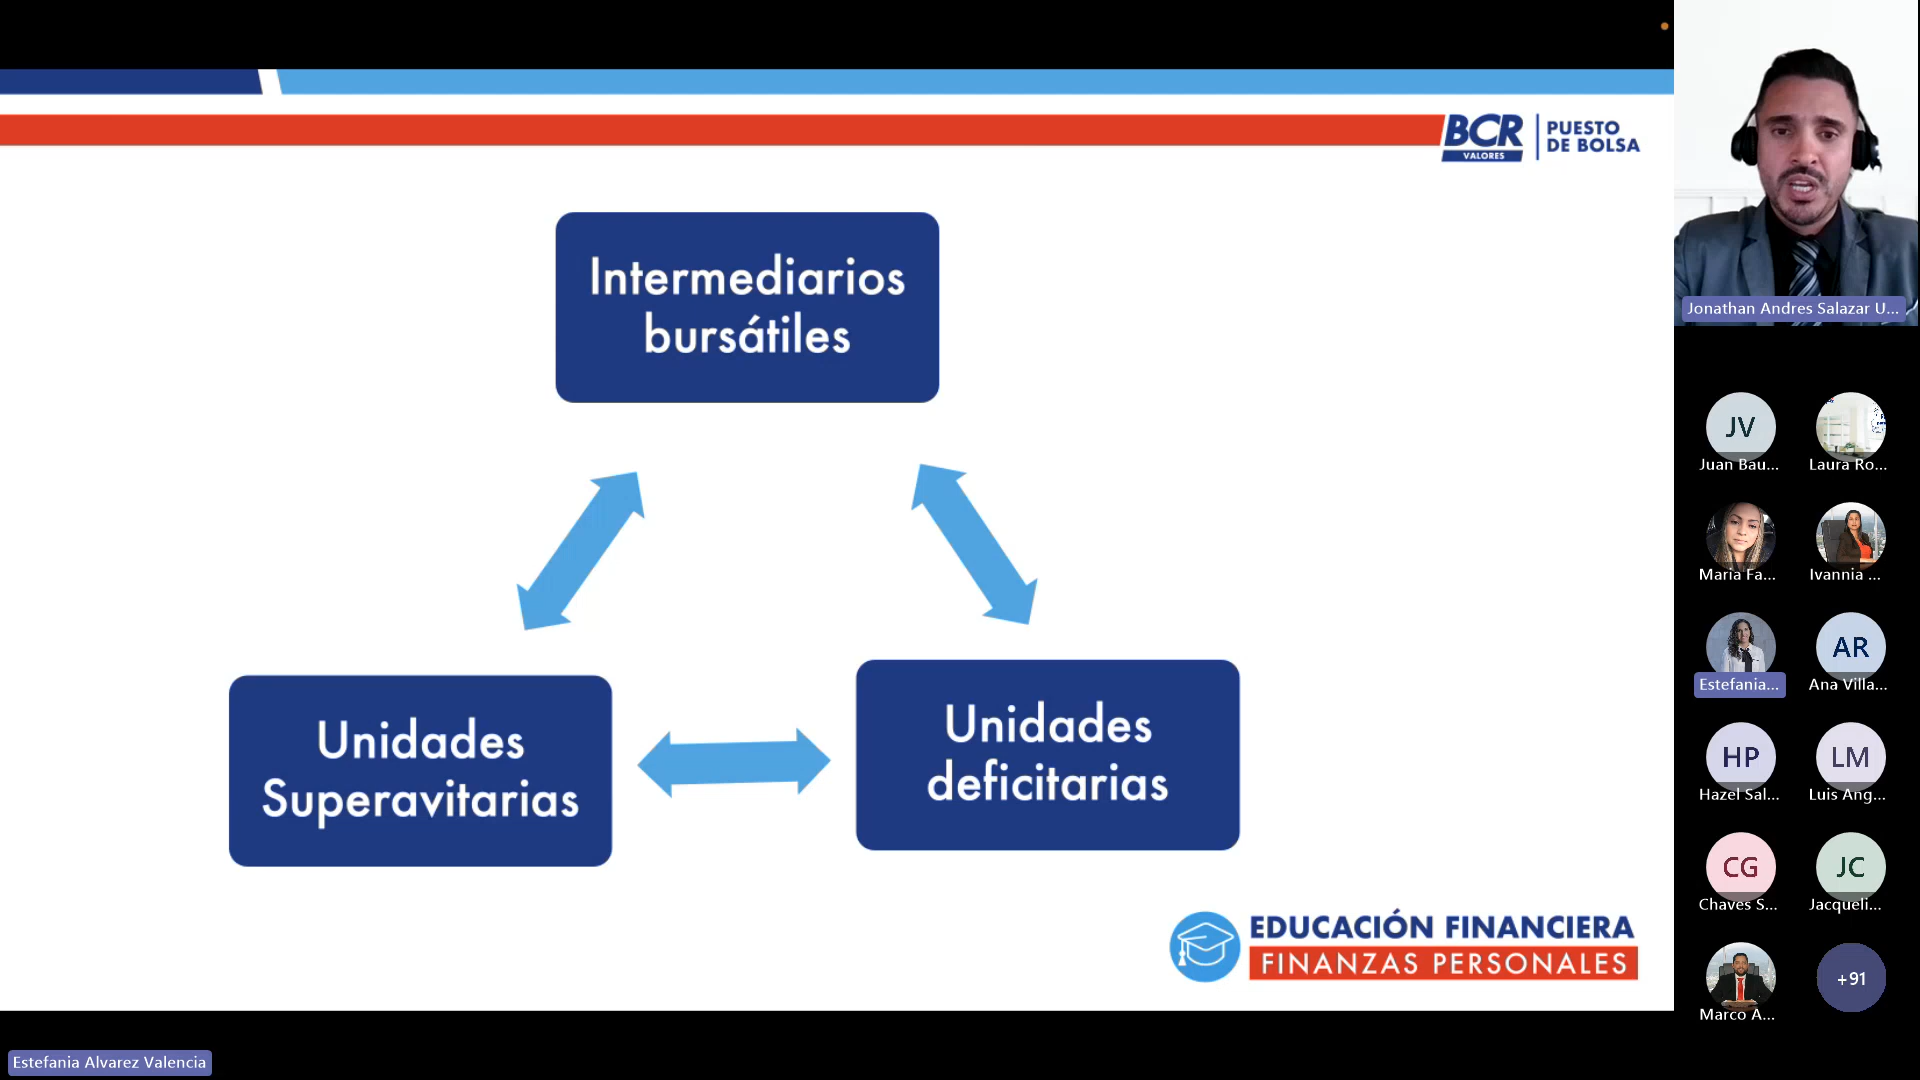 BCR
VALORES
PUESTO
DE BOLSA
Intermediarios
bursátiles
Unidades
Superavitarias
Unidades
deficitarias
EDUCACIÓN FINANCIERA
FINANZAS PERSONALES
Jonathan Andres Salazar U...
JV
Juan Bau...
Laura Ro...
Maria Fa...
Ivannia ...
Estefania...
AR
Ana Villa...
HP
Hazel Sal...
LM
Luis Ang...
CG
Chaves S...
JC
Jacqueli...
Marco A...
+91
Estefania Alvarez Valencia